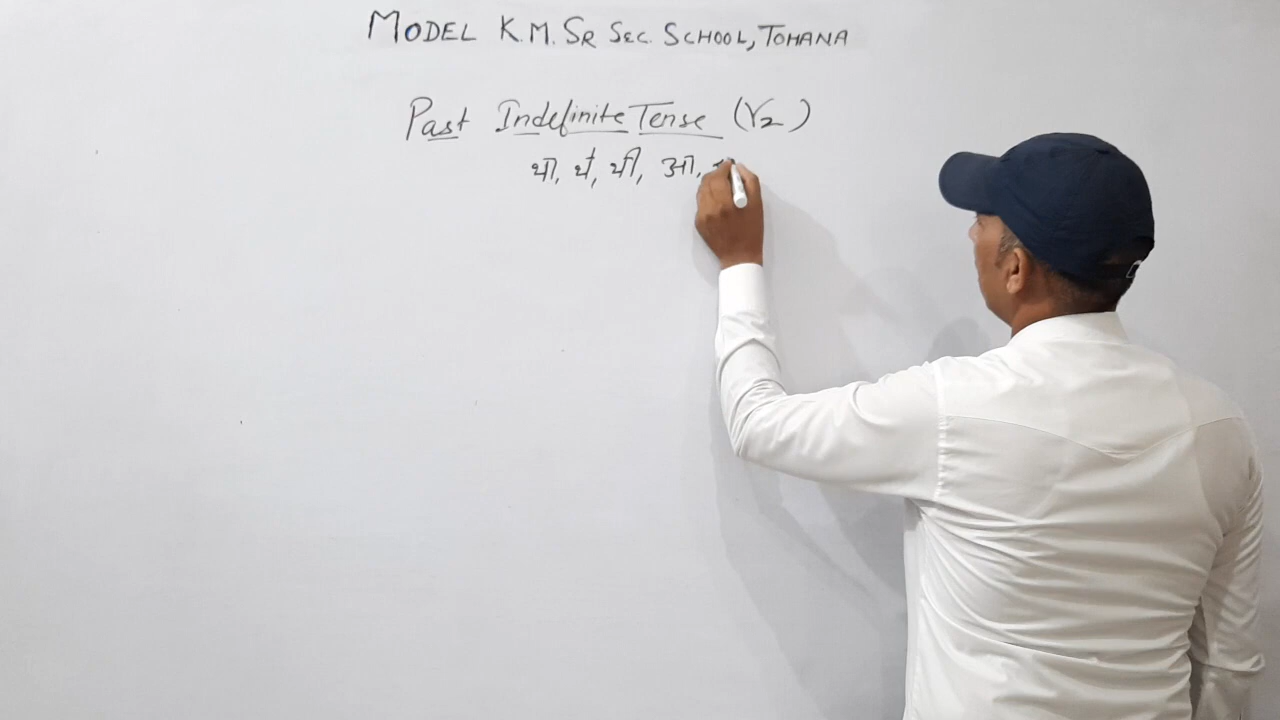 MODEL K.M. SR SEC. SCHOOL, TOHANA
Past Indefinite Tense (V2)
था, थे, थी, आ,